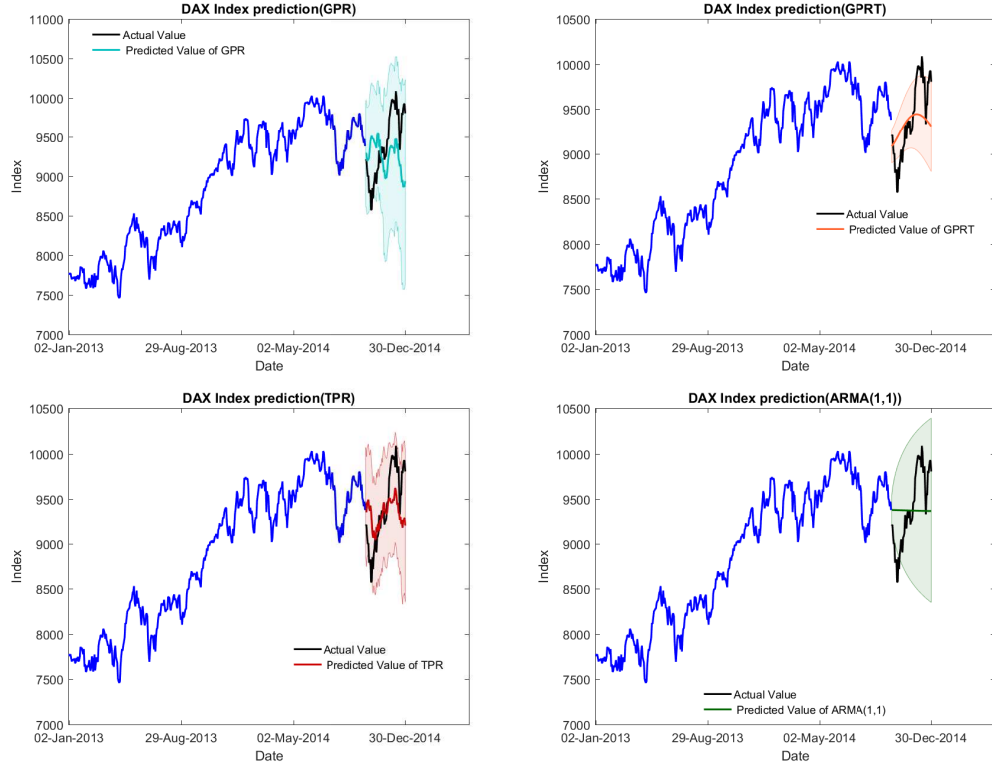 DAX Index prediction(GPR)
11000
10500
10000
9500
9000
8500
8000
7500
7000
Index
Actual Value
Predicted Value of GPR
02-Jan-2013
29-Aug-2013
02-May-2014
30-Dec-2014
Date
DAX Index prediction(GPRT)
10500
10000
9500
9000
8500
8000
7500
7000
Index
Actual Value
Predicted Value of GPRT
02-Jan-2013
29-Aug-2013
02-May-2014
30-Dec-2014
Date
DAX Index prediction(TPR)
10500
10000
9500
9000
8500
8000
7500
7000
Index
Actual Value
Predicted Value of TPR
02-Jan-2013
29-Aug-2013
02-May-2014
30-Dec-2014
Date
DAX Index prediction(ARMA(1,1))
10500
10000
9500
9000
8500
8000
7500
7000
Index
Actual Value
Predicted Value of ARMA(1,1)
02-Jan-2013
29-Aug-2013
02-May-2014
30-Dec-2014
Date